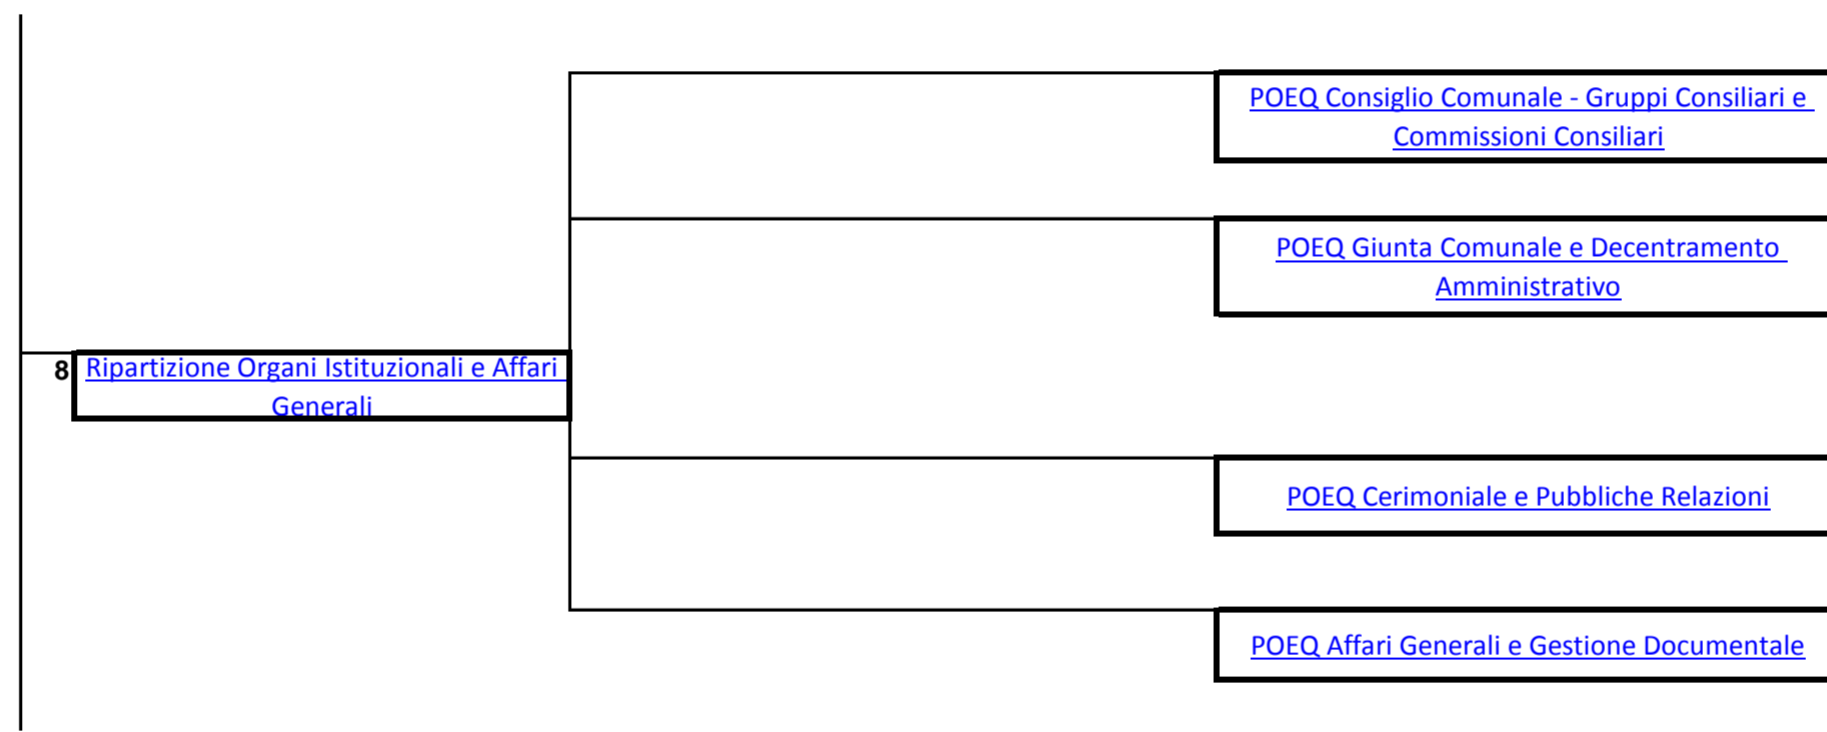 POEQ Consiglio Comunale - Gruppi Consiliari e
Commissioni Consiliari
POEQ Giunta Comunale e Decentramento
Amministrativo
8
Ripartizione Organi Istituzionali e Affari
Generali
POEQ Cerimoniale e Pubbliche Relazioni
POEQ Affari Generali e Gestione Documentale